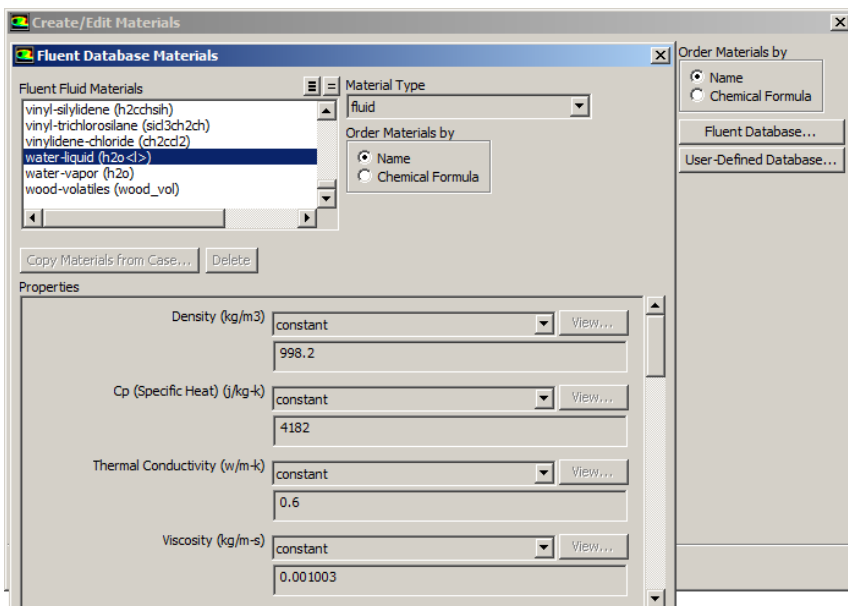 Create/Edit Materials
Fluent Database Materials
Order Materials by
Name
Chemical Formula
Fluent Database...
User-Defined Database...
Fluent Fluid Materials
vinyl-silylidene (h2cchsih)
vinyl-trichlorosilane (sicl3ch2ch)
vinylidene-chloride (ch2ccl2)
water-liquid (h2o<l>)
water-vapor (h2o)
wood-volatiles (wood_vol)
Material Type
fluid
Order Materials by
Name
Chemical Formula
Copy Materials from Case...
Delete
Properties
Density (kg/m3)
constant
View...
998.2
Cp (Specific Heat) (j/kg-k)
constant
View...
4182
Thermal Conductivity (w/m-k)
constant
View...
0.6
Viscosity (kg/m-s)
constant
View...
0.001003